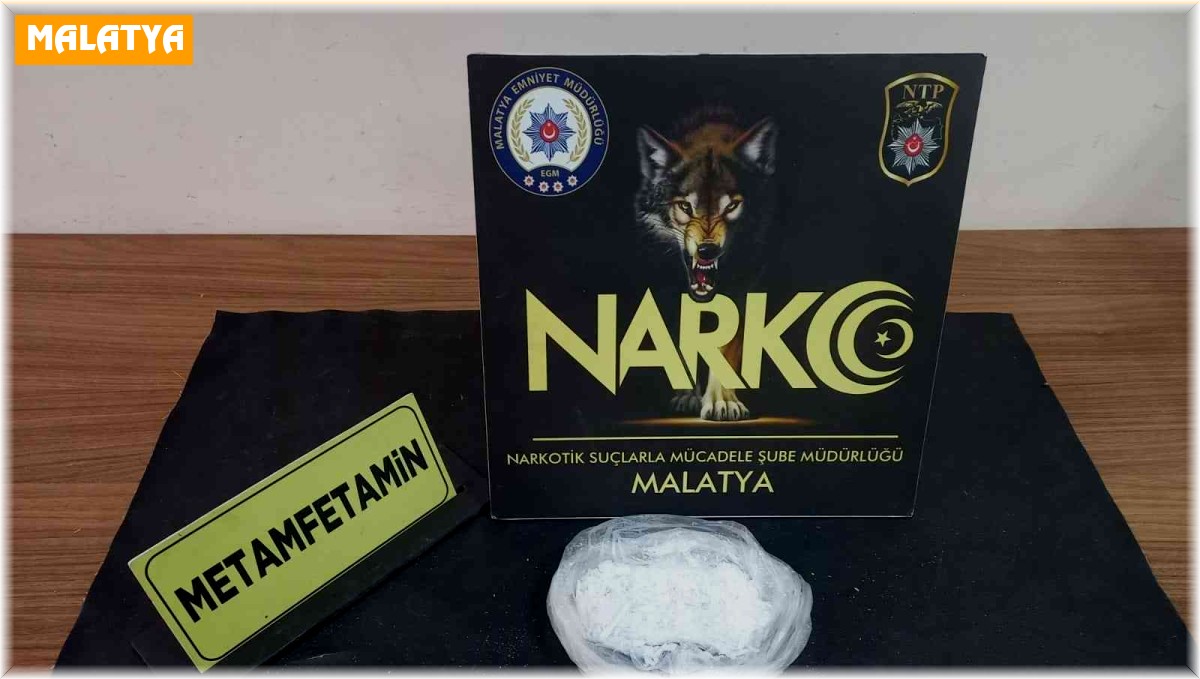 MALATYA
MALATYA EMNİYET MÜDÜRLÜĞÜ
EGM
NTP
NARKO
NARKOTİK SUÇLARLA MÜCADELE ŞUBE MÜDÜRLÜĞÜ
MALATYA
METAMFETAMİN